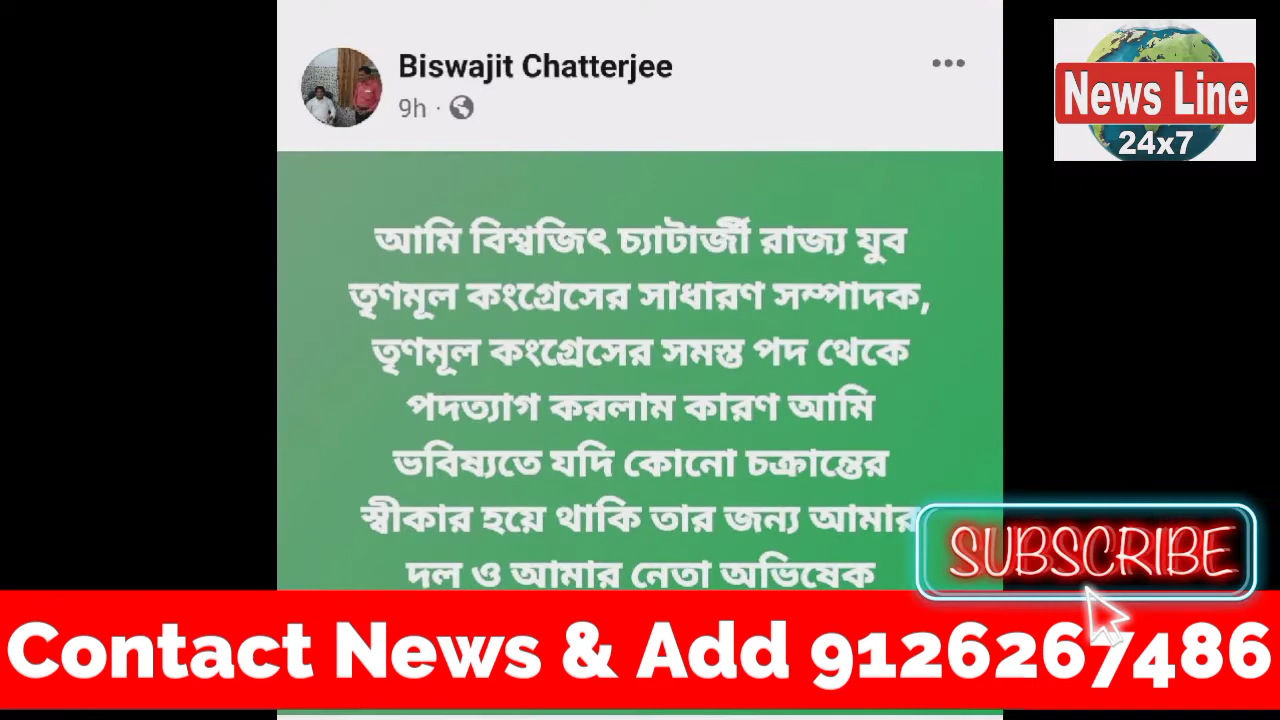 Biswajit Chatterjee
9h ·
News Line
24x7
আমি বিশ্বজিৎ চ্যাটার্জী রাজ্য যুব
তৃণমূল কংগ্রেসের সাধারণ সম্পাদক,
তৃণমূল কংগ্রেসের সমস্ত পদ থেকে
পদত্যাগ করলাম কারণ আমি
ভবিষ্যতে যদি কোনো চক্রান্তের
স্বীকার হয়ে থাকি তার জন্য আমার
দল ও আমার নেতা অভিষেক
SUBSCRIBE
Contact News & Add 9126267486